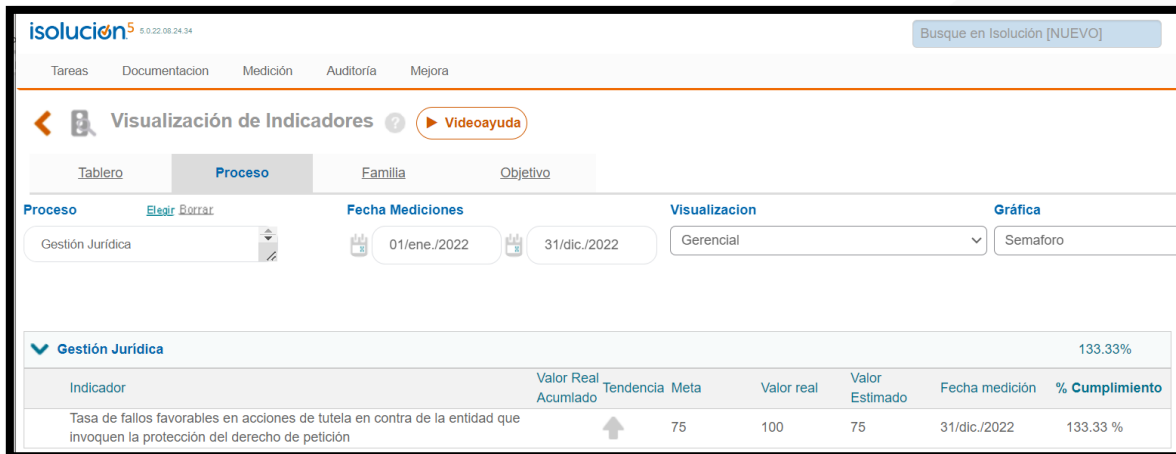 isolución5 5.0.22.08.24.34
Busque en Isolución [NUEVO]
Tareas Documentacion Medición Auditoría Mejora
Visualización de Indicadores ? Videoayuda
Tablero Proceso Familia Objetivo
Proceso Elegir Borrar Fecha Mediciones Visualizacion Gráfica
Gestión Jurídica 01/ene./2022 31/dic./2022 Gerencial Semaforo
Gestión Jurídica 133.33%
Indicador Valor Real Acumlado Tendencia Meta Valor real Valor Estimado Fecha medición % Cumplimiento
Tasa de fallos favorables en acciones de tutela en contra de la entidad que
invoquen la protección del derecho de petición 75 100 75 31/dic./2022 133.33 %